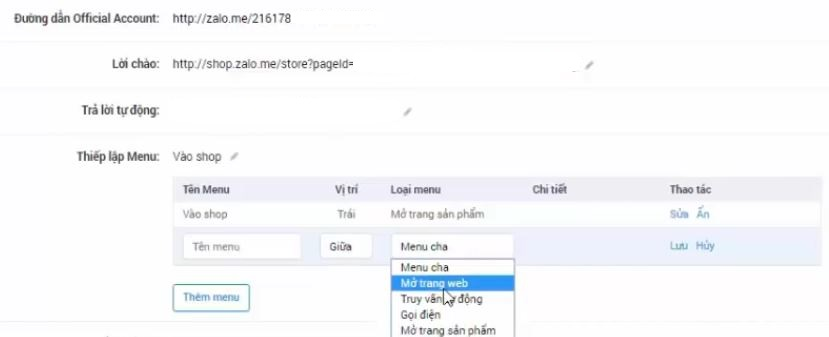 Đường dẫn Official Account: http://zalo.me/216178
Lời chào: http://shop.zalo.me/store?pageId=
Trả lời tự động:
Thiếp lập Menu: Vào shop
Tên Menu Vị trí Loại menu Chi tiết Thao tác
Vào shop Trái Mở trang sản phẩm Sửa Ẩn
Tên menu Giữa Menu cha Lưu Hủy
Menu cha
Mở trang web
Truy vấn tự động
Gọi điện
Thêm menu
Mở trang sản phẩm